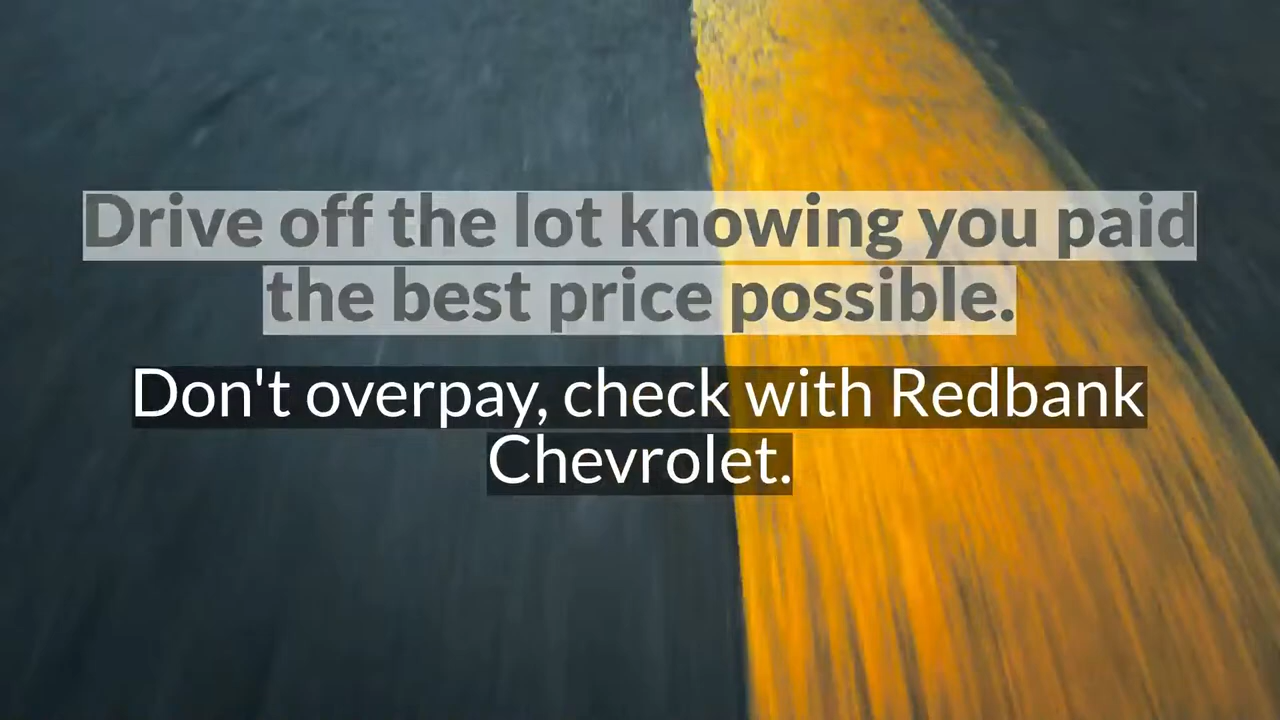 Drive off the lot knowing you paid
the best price possible.
Don't overpay, check with Redbank
Chevrolet.